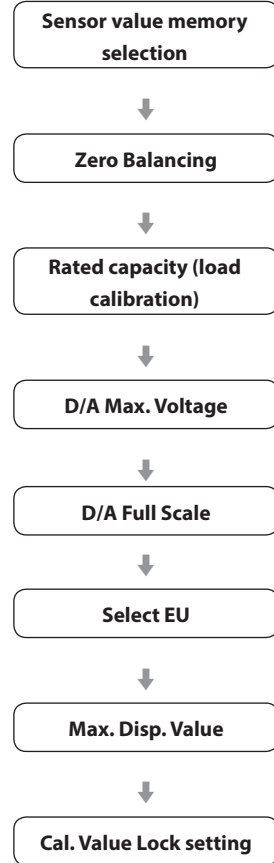 Sensor value memory
selection
Zero Balancing
Rated capacity (load
calibration)
D/A Max. Voltage
D/A Full Scale
Select EU
Max. Disp. Value
Cal. Value Lock setting